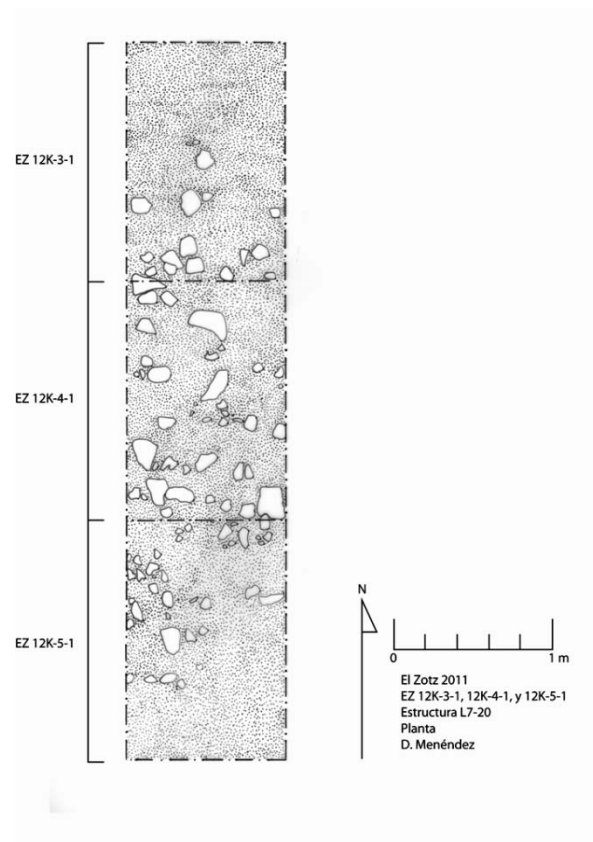 EZ 12K-3-1
EZ 12K-4-1
EZ 12K-5-1
N
0 1 m
El Zotz 2011
EZ 12K-3-1, 12K-4-1, y 12K-5-1
Estructura L7-20
Planta
D. Menéndez